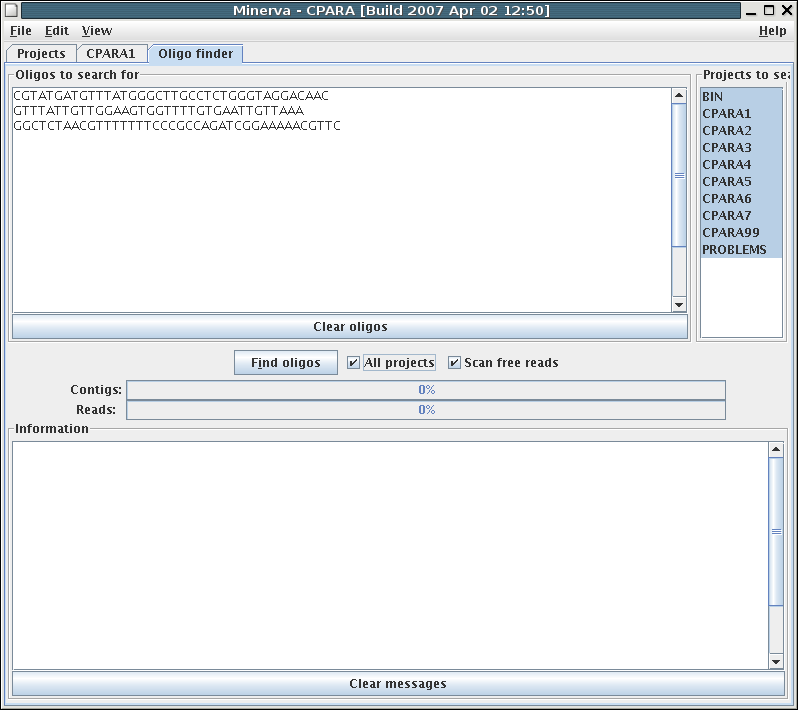 Minerva - CPARA [Build 2007 Apr 02 12:50]
File Edit View Help
Projects CPARA1 Oligo finder
Oligos to search for
CGTATGATGTTTATGGGCTTGCCTCTGGGTAGGACAAC
GTTTATTGTTGGAAGTGGTTTTGTGAATTGTTAAA
GGCTCTAACGTTTTTTTCCCGCCAGATCGGAAAAACGTTC
Clear oligos
Projects to sea
BIN
CPARA1
CPARA2
CPARA3
CPARA4
CPARA5
CPARA6
CPARA7
CPARA99
PROBLEMS
Find oligos All projects Scan free reads
Contigs: 0%
Reads: 0%
Information
Clear messages